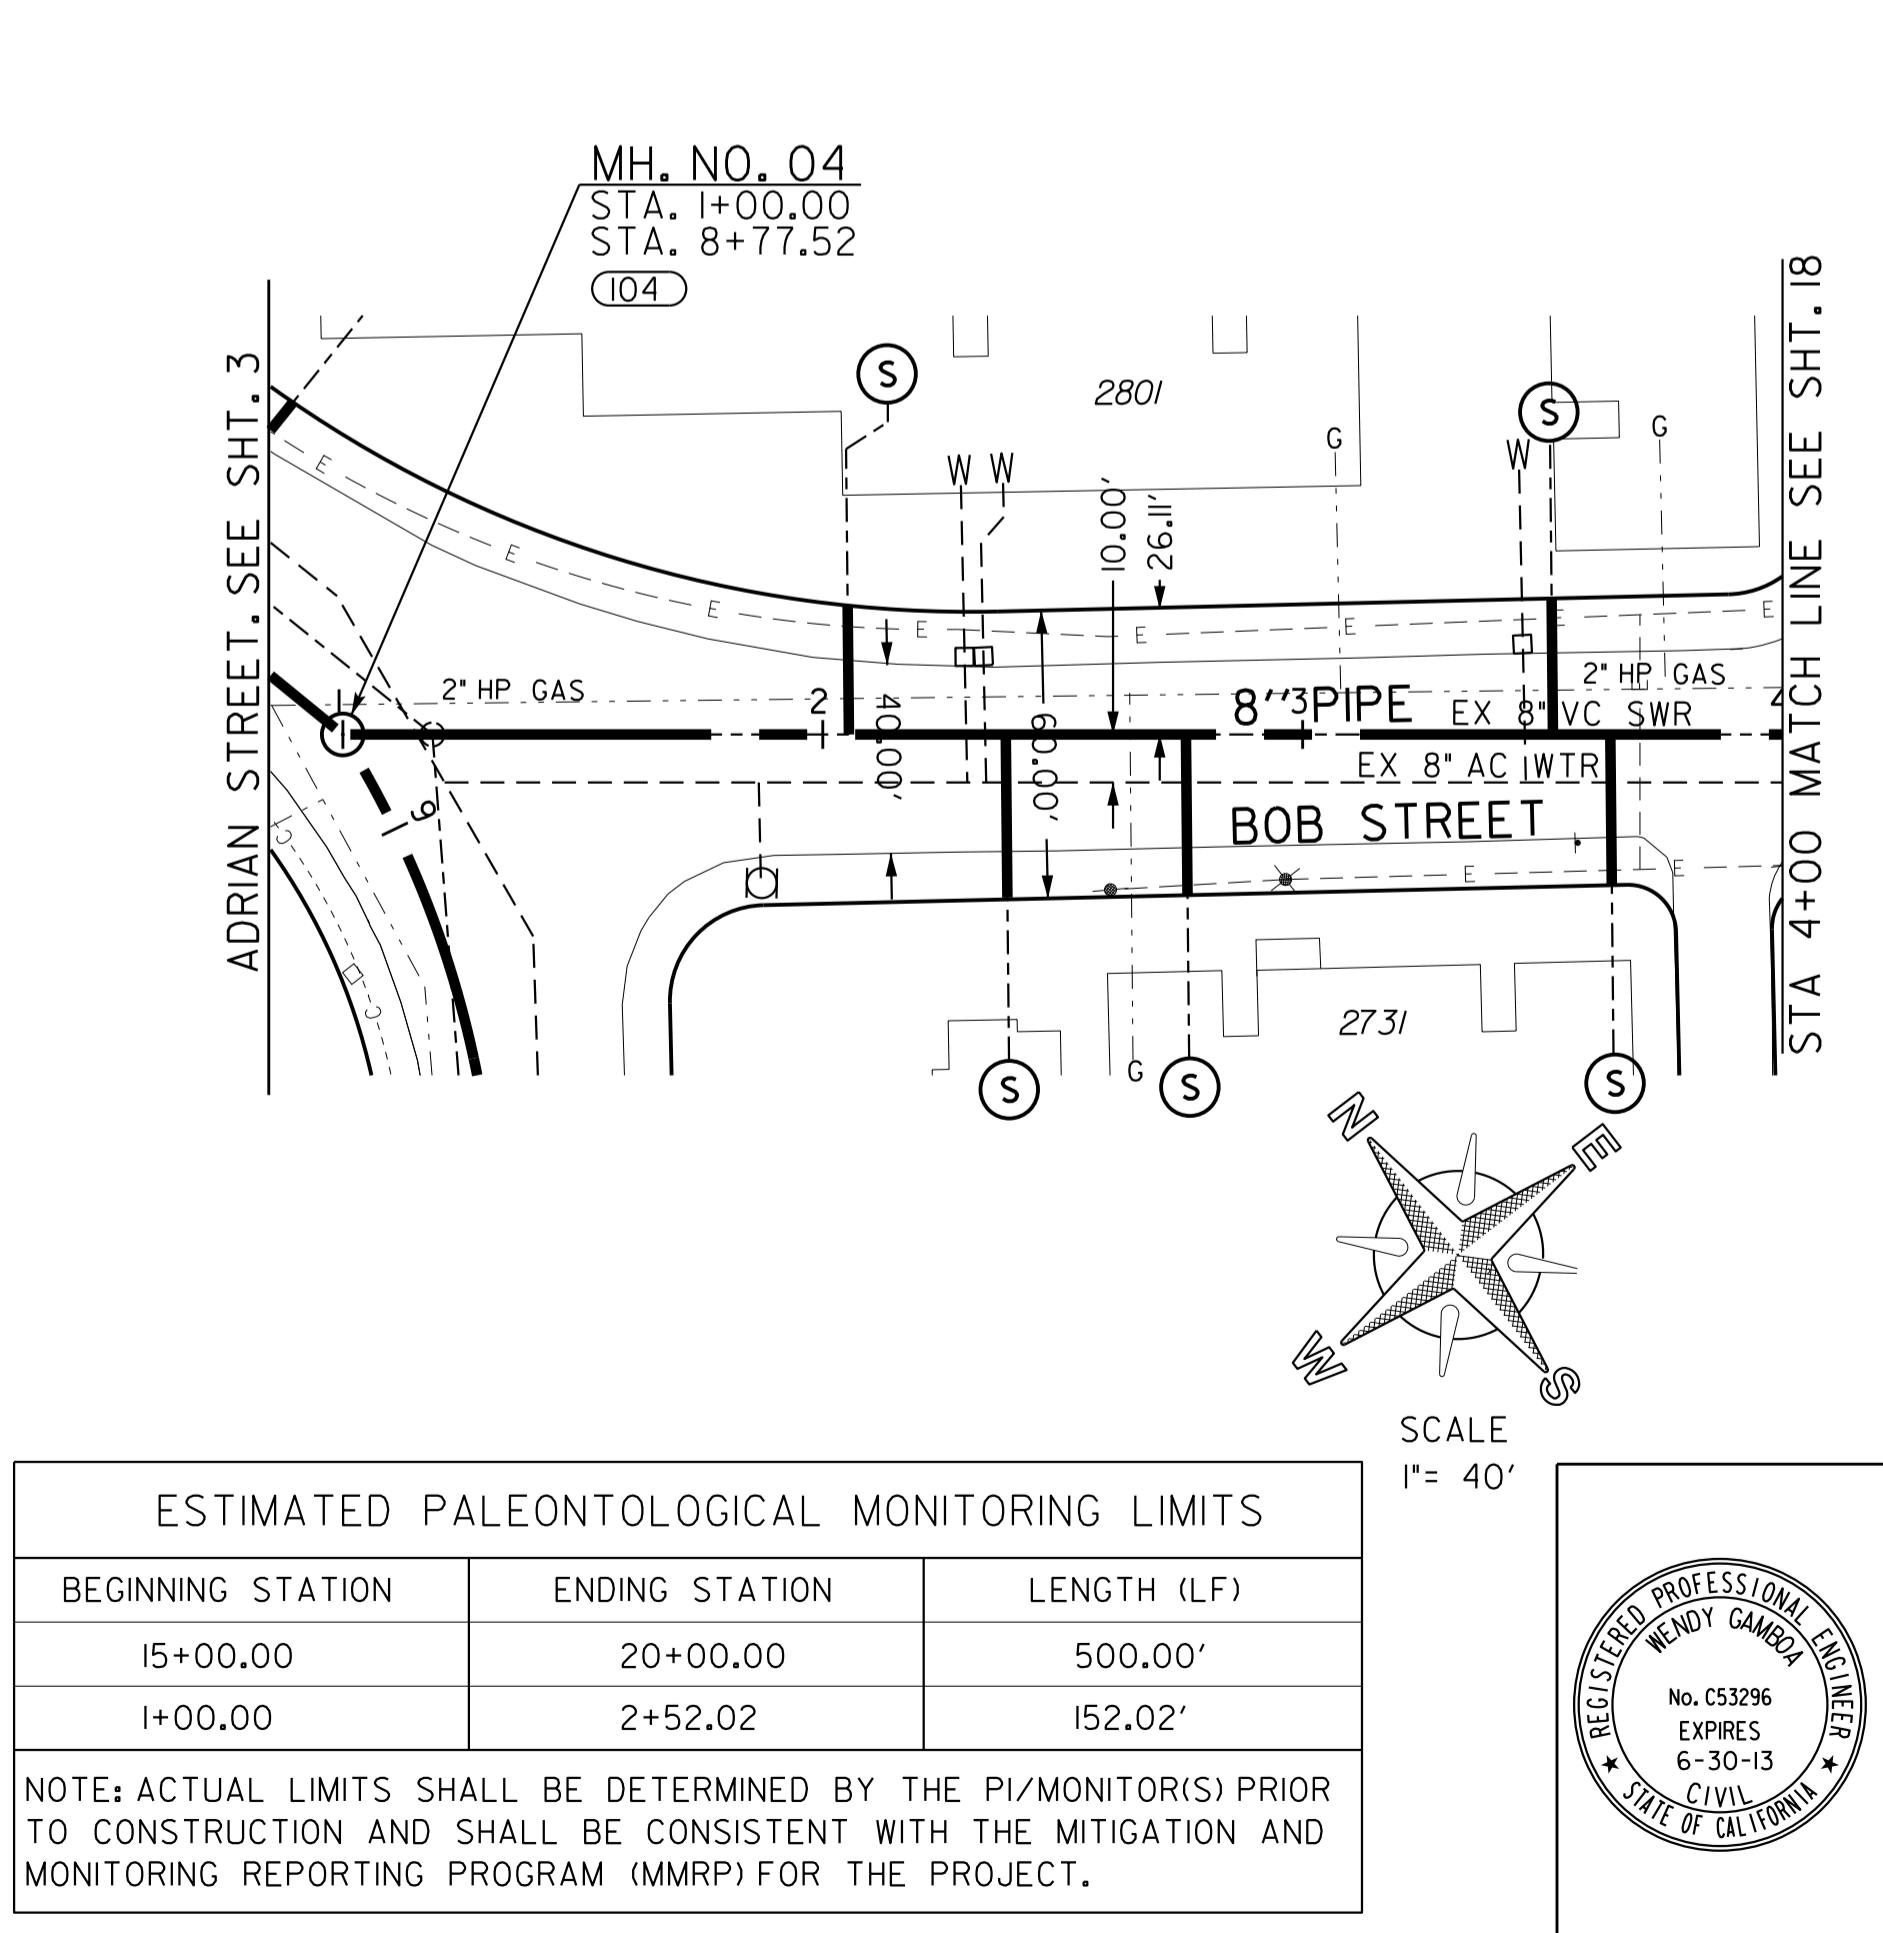 MH. NO. 04
STA. 1+00.00
STA. 8+77.52
104
ADRIAN STREET. SEE SHT. 3
STA 4+00 MATCH LINE SEE SHT. 18
S
2801
S
W W
W
G
G
10.00'
26.11'
E
E
E
E
E
E
E
E
2" HP GAS
2" HP GAS
1
2
3
4
8" PIPE
EX 8" VC SWR
40.00'
60.00'
EX 8" AC WTR
BOB STREET
9
E
E
C
C
2731
G
S
S
S
N
E
W
S
SCALE
1"= 40'
ESTIMATED PALEONTOLOGICAL MONITORING LIMITS
BEGINNING STATION ENDING STATION LENGTH (LF)
15+00.00 20+00.00 500.00'
1+00.00 2+52.02 152.02'
NOTE: ACTUAL LIMITS SHALL BE DETERMINED BY THE PI/MONITOR(S) PRIOR
TO CONSTRUCTION AND SHALL BE CONSISTENT WITH THE MITIGATION AND
MONITORING REPORTING PROGRAM (MMRP) FOR THE PROJECT.
REGISTERED PROFESSIONAL ENGINEER
WENDY GAMBOA
No. C53296
EXPIRES
6-30-13
CIVIL
STATE OF CALIFORNIA